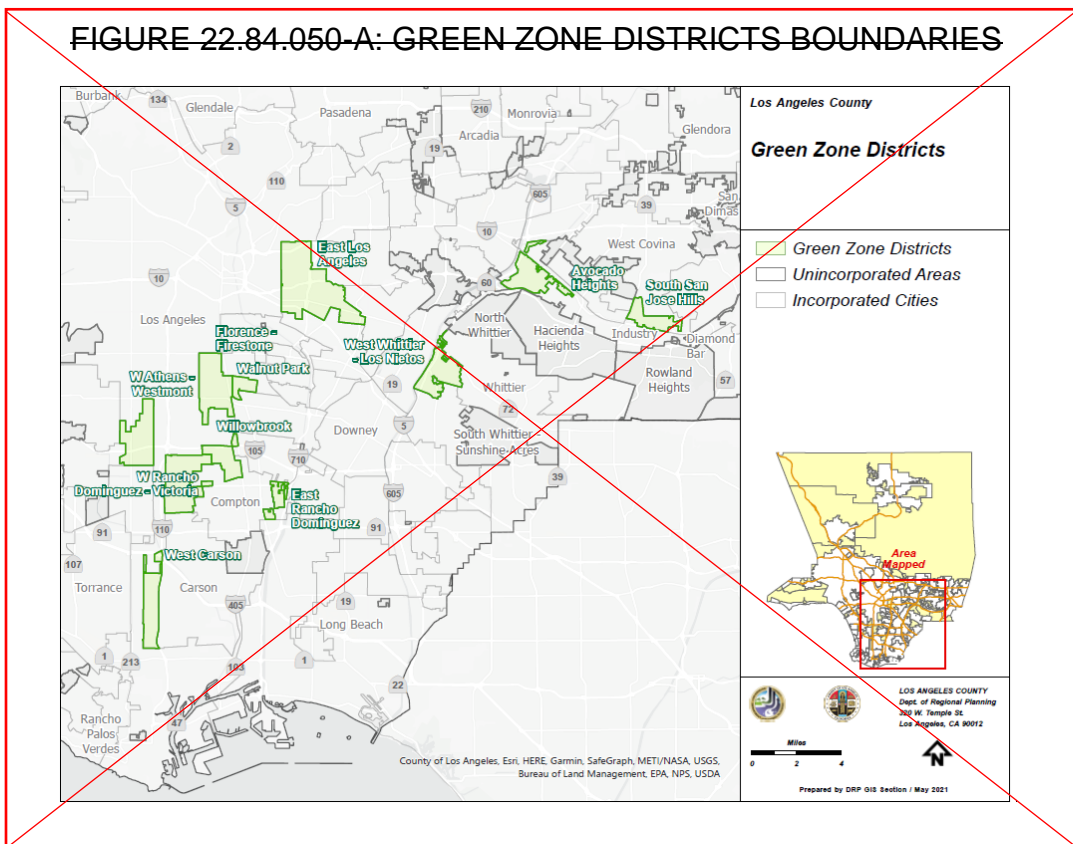 FIGURE 22.84.050-A: GREEN ZONE DISTRICTS BOUNDARIES
Burbank
134
Glendale
Pasadena
210
Monrovia
Arcadia
Glendora
2
19
110
605
39
San
Dimas
5
10
West Covina
East Los
Angeles
10
60
Avocado
Heights
South San
Jose Hills
Los Angeles
North
Whittier
Hacienda
Heights
Industry
Diamond
Bar
Florence -
Firestone
West Whittier
- Los Nietos
Walnut Park
Rowland
Heights
57
W Athens -
Westmont
19
Whittier
72
Willowbrook
Downey
5
South Whittier -
Sunshine Acres
105
710
39
W Rancho
Dominguez - Victoria
Compton
East
Rancho
Dominguez
605
91
110
91
107
West Carson
Torrance
Carson
405
19
Long Beach
1
213
103
1
22
47
Rancho
Palos
Verdes
County of Los Angeles, Esri, HERE, Garmin, SafeGraph, METI/NASA, USGS,
Bureau of Land Management, EPA, NPS, USDA
Los Angeles County
Green Zone Districts
Green Zone Districts
Unincorporated Areas
Incorporated Cities
Area
Mapped
LOS ANGELES COUNTY
Dept. of Regional Planning
320 W. Temple St.
Los Angeles, CA 90012
Miles
0 2 4
N
Prepared by DRP GIS Section / May 2021